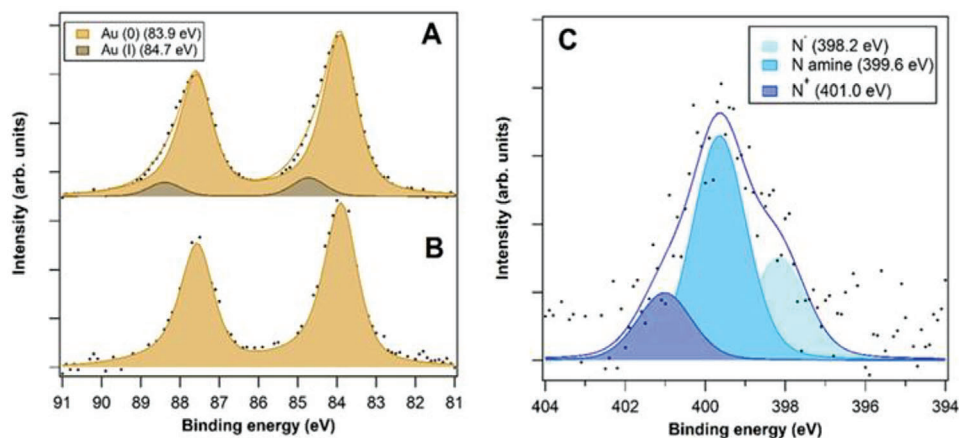 Au (0) (83.9 eV)
Au (I) (84.7 eV)
A
B
Intensity (arb. units)
91 90 89 88 87 86 85 84 83 82 81
Binding energy (eV)
C
N⁻ (398.2 eV)
N amine (399.6 eV)
N⁺ (401.0 eV)
Intensity (arb. units)
404 402 400 398 396 394
Binding energy (eV)